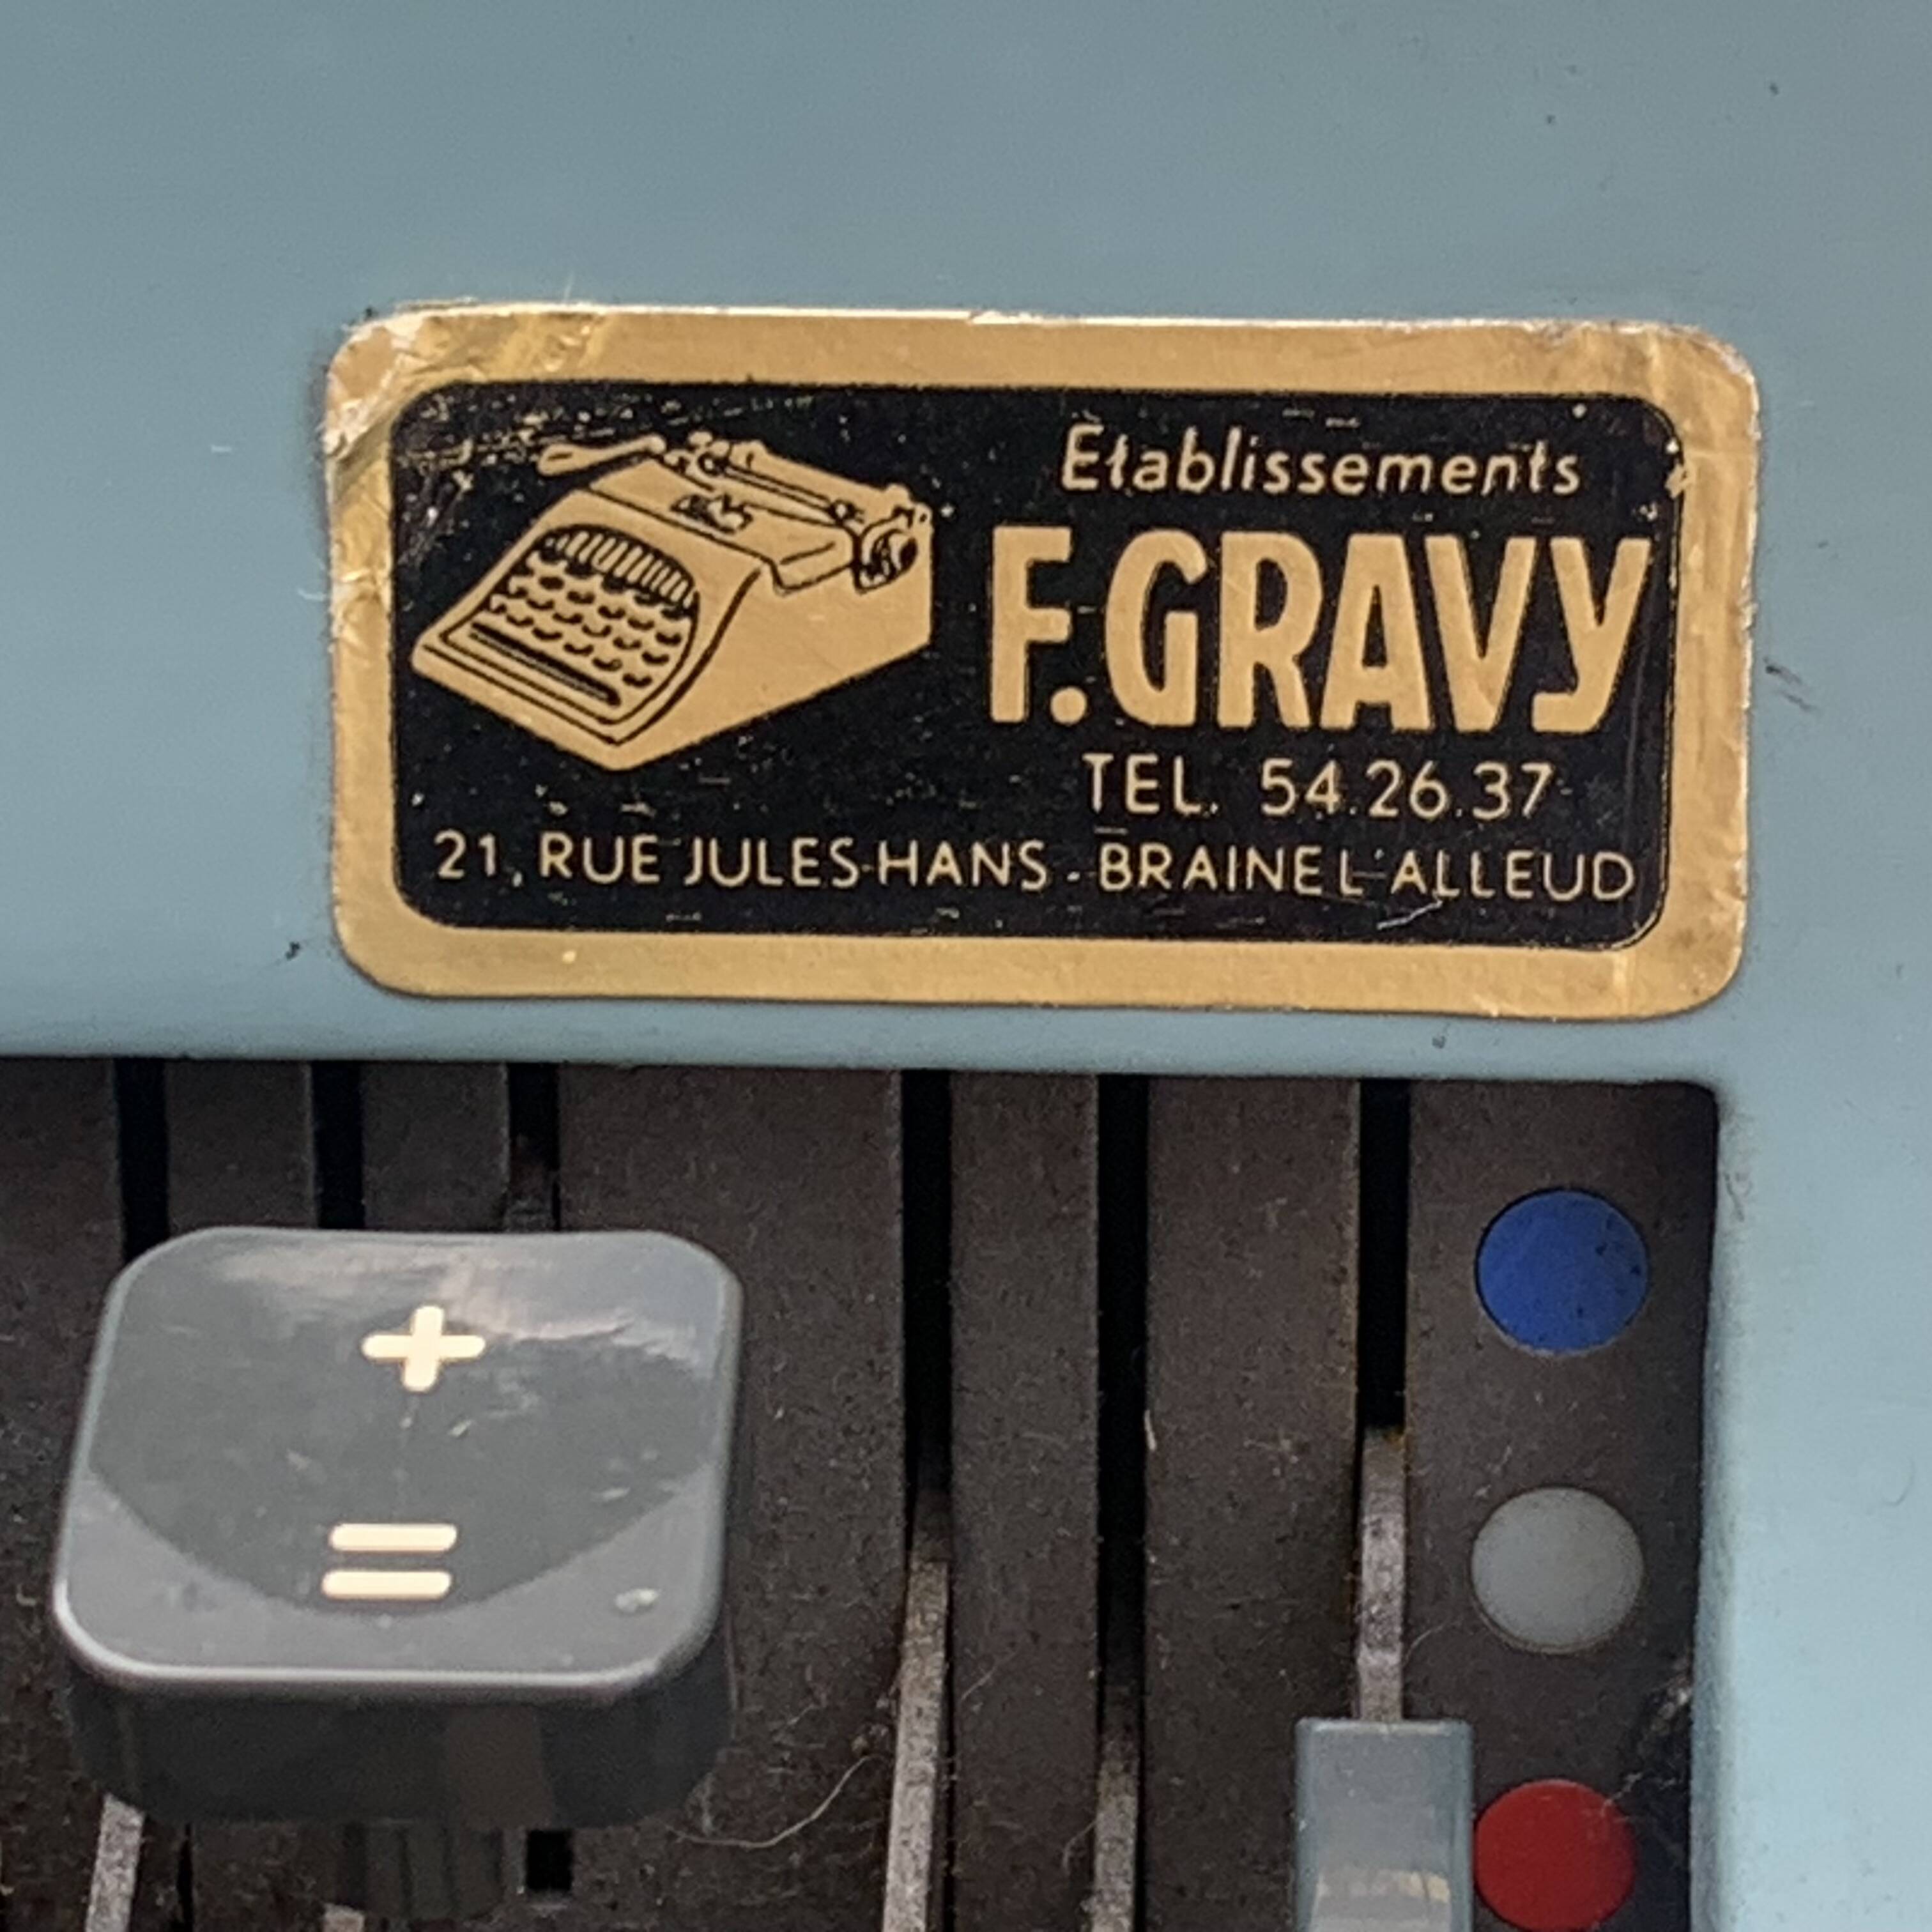 Etablissements
F. GRAVY
TEL. 54.26.37
21, RUE JULES-HANS - BRAINE L'ALLEUD
+
=